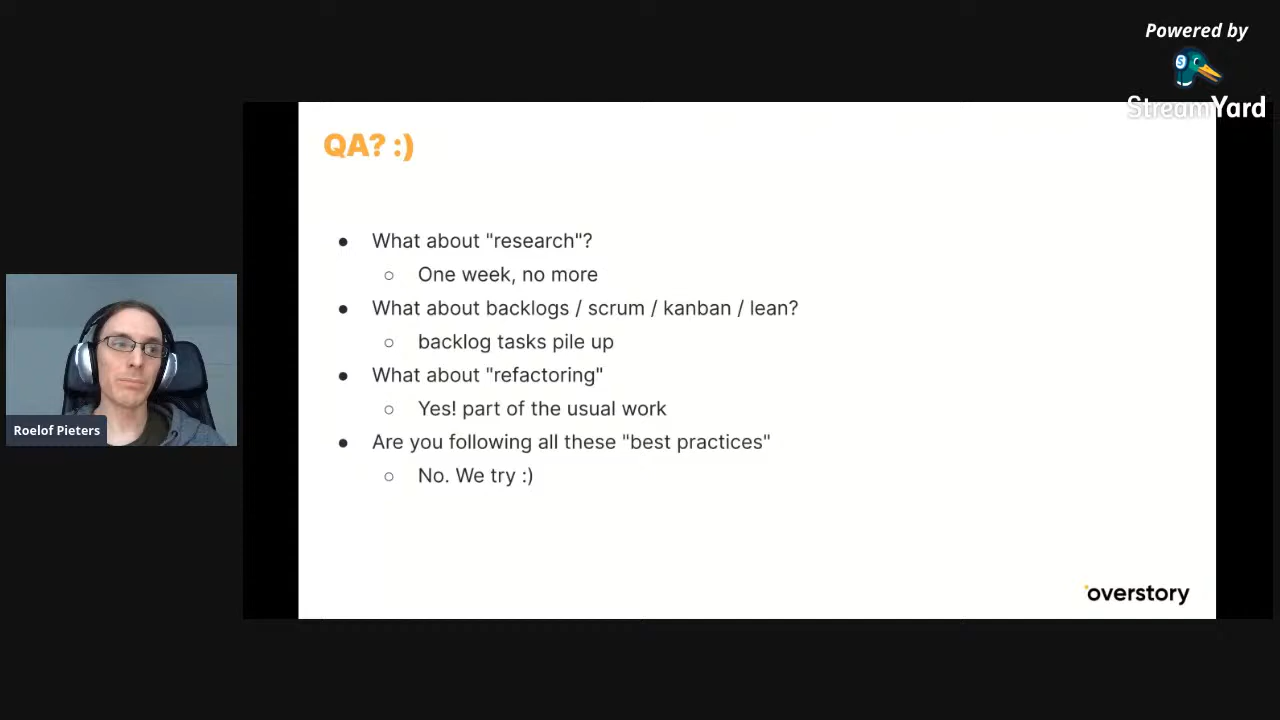 Powered by
StreamYard
QA? :)
● What about "research"?
○ One week, no more
● What about backlogs / scrum / kanban / lean?
○ backlog tasks pile up
● What about "refactoring"
○ Yes! part of the usual work
● Are you following all these "best practices"
○ No. We try :)
Roelof Pieters
overstory